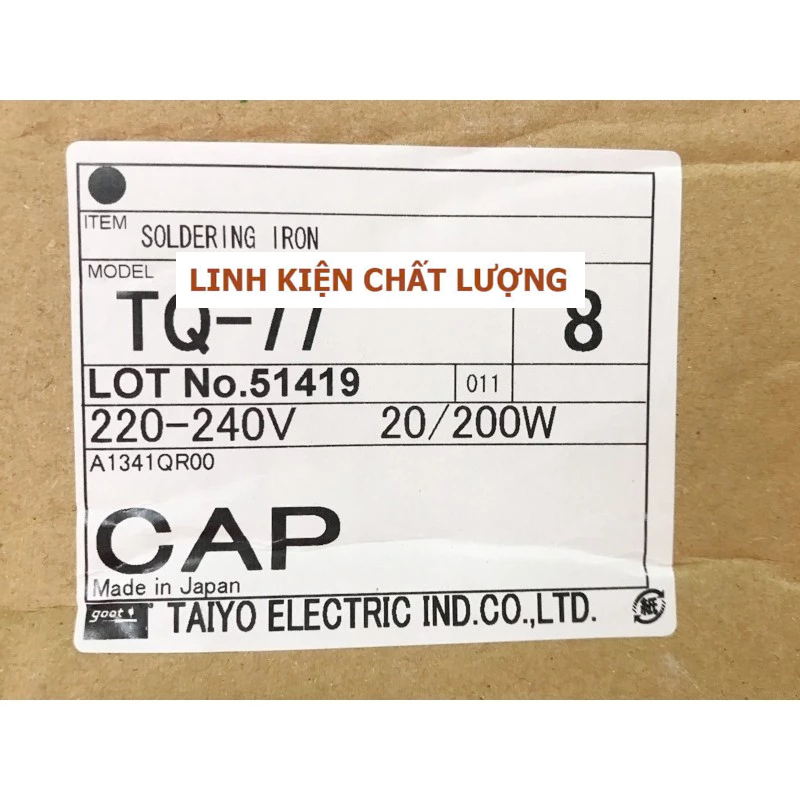 ITEM SOLDERING IRON
MODEL
LINH KIỆN CHẤT LƯỢNG
TQ-77 8
LOT No.51419 011
220-240V 20/200W
A1341QR00
CAP
Made in Japan
goot TAIYO ELECTRIC IND.CO.,LTD. 紙